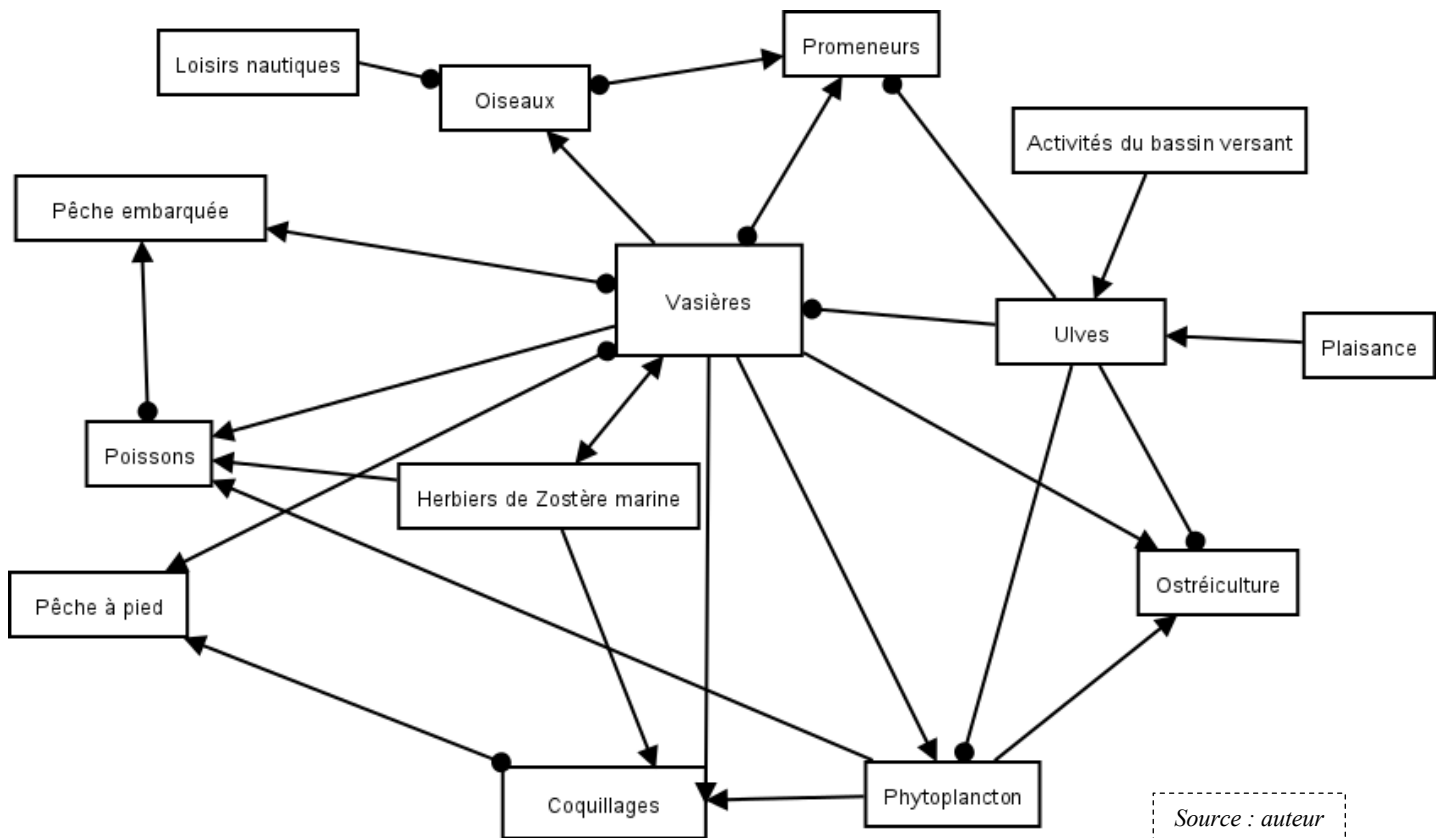 Promeneurs
Loisirs nautiques
Oiseaux
Activités du bassin versant
Pêche embarquée
Vasières
Ulves
Plaisance
Poissons
Herbiers de Zostère marine
Ostréiculture
Pêche à pied
Coquillages
Phytoplancton
Source : auteur